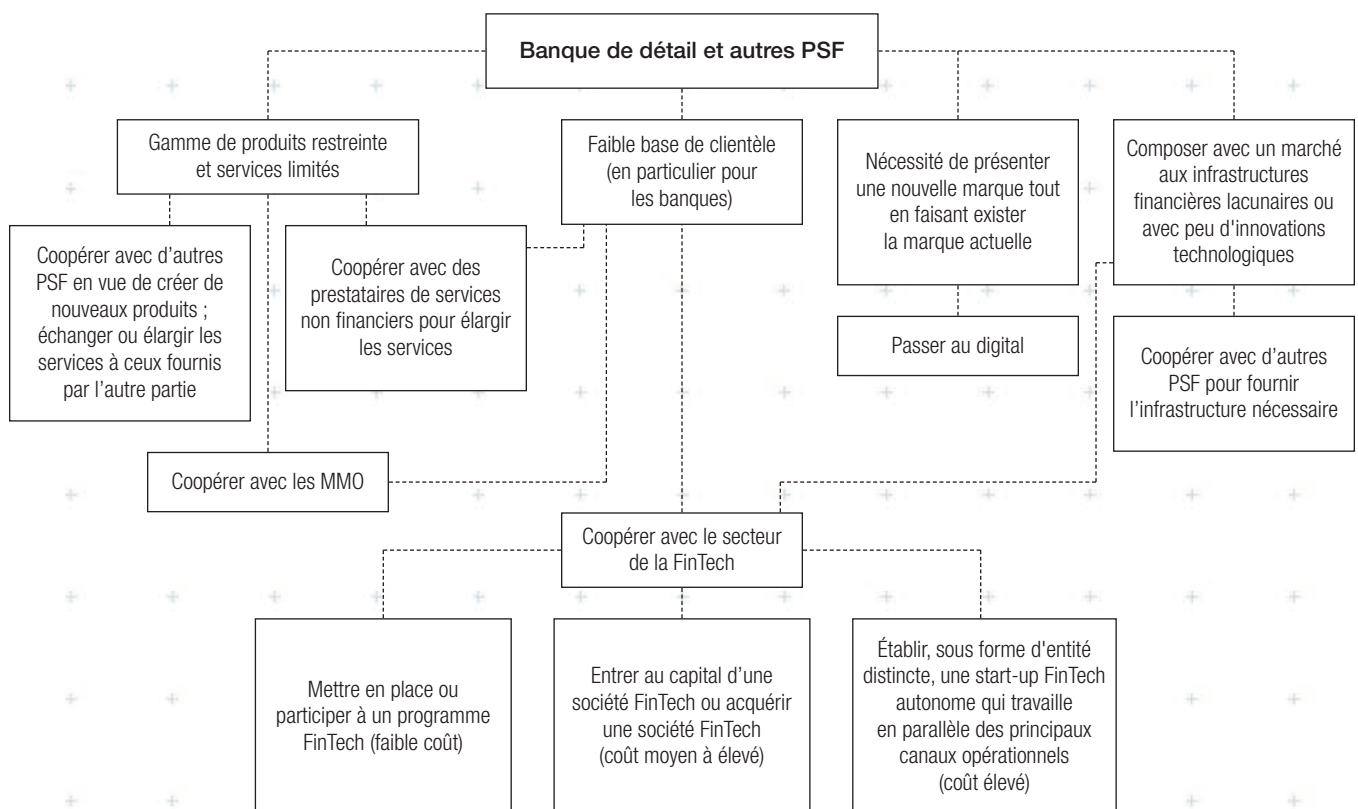 Banque de détail et autres PSF
Gamme de produits restreinte
et services limités
Faible base de clientèle
(en particulier pour
les banques)
Nécessité de présenter
une nouvelle marque tout
en faisant exister
la marque actuelle
Composer avec un marché
aux infrastructures
financières lacunaires ou
avec peu d'innovations
technologiques
Coopérer avec d’autres
PSF en vue de créer de
nouveaux produits ;
échanger ou élargir les
services à ceux fournis
par l’autre partie
Coopérer avec des
prestataires de services
non financiers pour élargir
les services
Passer au digital
Coopérer avec d’autres
PSF pour fournir
l’infrastructure nécessaire
Coopérer avec les MMO
Coopérer avec le secteur
de la FinTech
Mettre en place ou
participer à un programme
FinTech (faible coût)
Entrer au capital d’une
société FinTech ou acquérir
une société FinTech
(coût moyen à élevé)
Établir, sous forme d'entité
distincte, une start-up FinTech
autonome qui travaille
en parallèle des principaux
canaux opérationnels
(coût élevé)